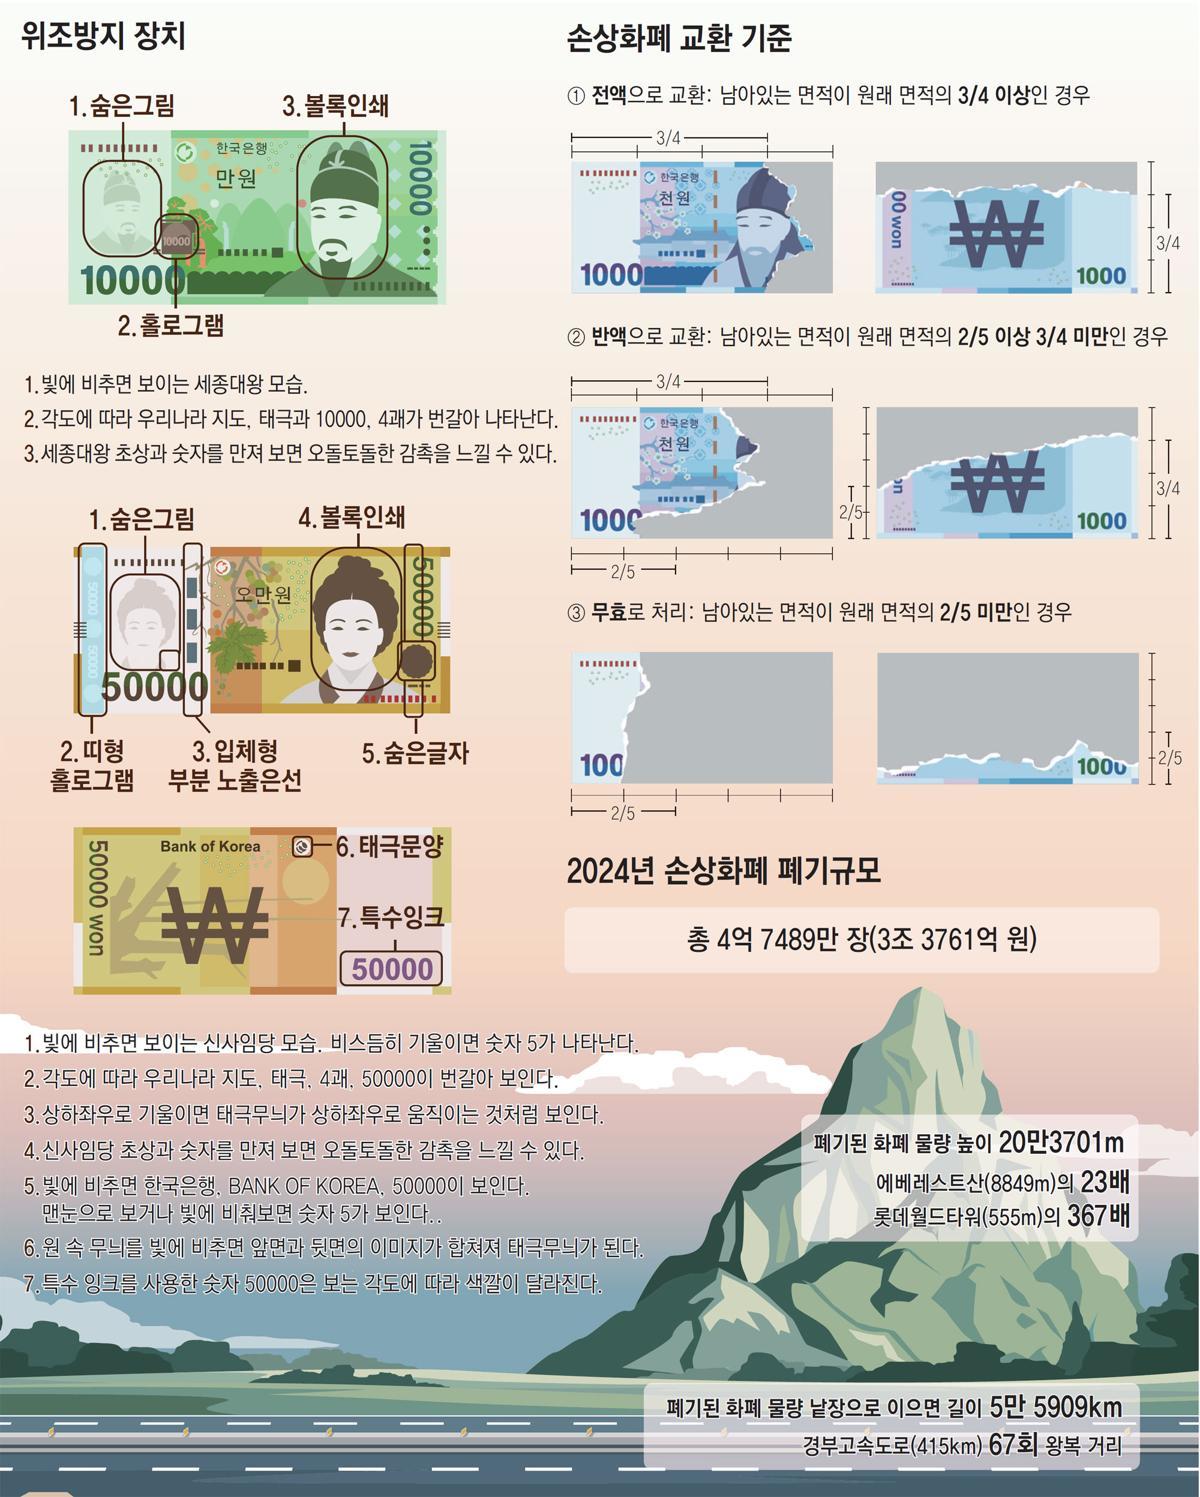 위조방지 장치
1.숨은그림
3.볼록인쇄
한국은행
만원
10000
10000
10000
2.홀로그램
1.빛에 비추면 보이는 세종대왕 모습.
2.각도에 따라 우리나라 지도, 태극과 10000, 4괘가 번갈아 나타난다.
3.세종대왕 초상과 숫자를 만져 보면 오돌토돌한 감촉을 느낄 수 있다.
1.숨은그림
4.볼록인쇄
50000
50000
오만원
50000
50000
2.띠형
홀로그램
3.입체형
부분 노출은선
5.숨은글자
50000 won
Bank of Korea
6.태극문양
₩
7.특수잉크
50000
1.빛에 비추면 보이는 신사임당 모습. 비스듬히 기울이면 숫자 5가 나타난다.
2.각도에 따라 우리나라 지도, 태극, 4괘, 50000이 번갈아 보인다.
3.상하좌우로 기울이면 태극무늬가 상하좌우로 움직이는 것처럼 보인다.
4.신사임당 초상과 숫자를 만져 보면 오돌토돌한 감촉을 느낄 수 있다.
5.빛에 비추면 한국은행, BANK OF KOREA, 50000이 보인다.
맨눈으로 보거나 빛에 비춰보면 숫자 5가 보인다..
6.원 속 무늬를 빛에 비추면 앞면과 뒷면의 이미지가 합쳐져 태극무늬가 된다.
7.특수 잉크를 사용한 숫자 50000은 보는 각도에 따라 색깔이 달라진다.
손상화폐 교환 기준
① 전액으로 교환: 남아있는 면적이 원래 면적의 3/4 이상인 경우
3/4
한국은행
천원
1000
00 won
₩
1000
3/4
② 반액으로 교환: 남아있는 면적이 원래 면적의 2/5 이상 3/4 미만인 경우
3/4
한국은행
천원
1000
2/5
2/5
won
₩
1000
3/4
③ 무효로 처리: 남아있는 면적이 원래 면적의 2/5 미만인 경우
100
2/5
1000
2/5
2024년 손상화폐 폐기규모
총 4억 7489만 장(3조 3761억 원)
폐기된 화폐 물량 높이 20만3701m
에베레스트산(8849m)의 23배
롯데월드타워(555m)의 367배
폐기된 화폐 물량 낱장으로 이으면 길이 5만 5909km
경부고속도로(415km) 67회 왕복 거리